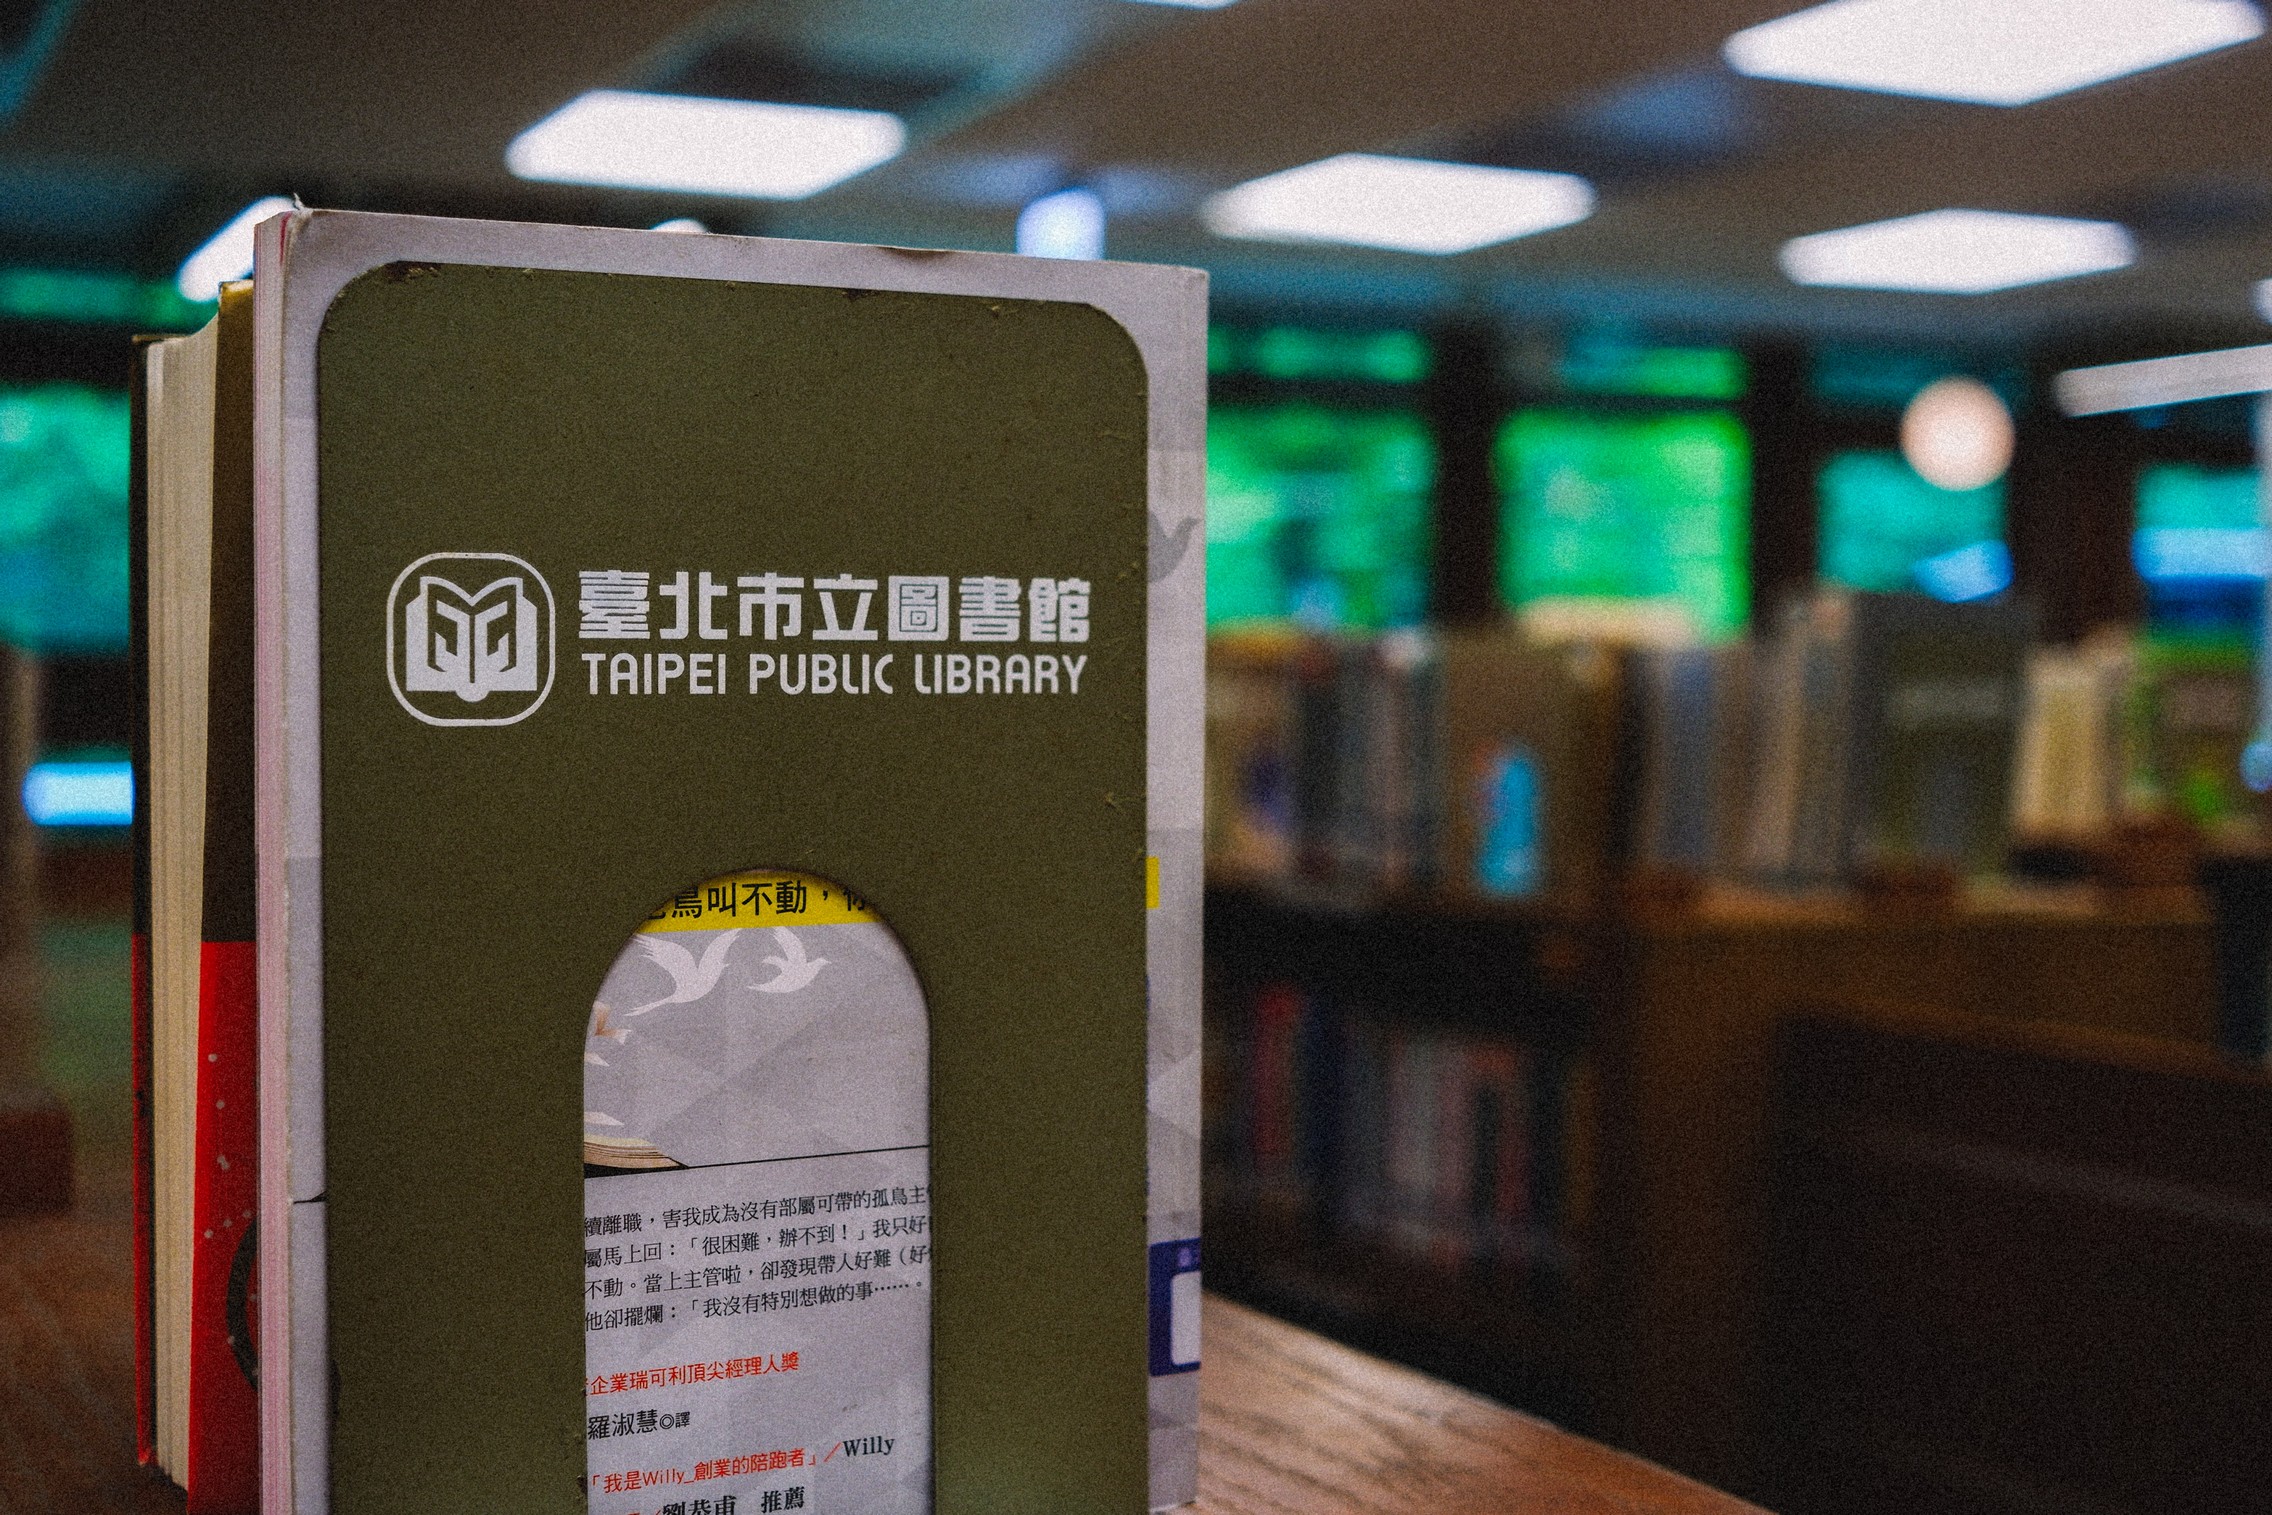 臺北市立圖書館
TAIPEI PUBLIC LIBRARY
鳥叫不動，
續離職，害我成為沒有部屬可帶的孤鳥主
屬馬上回：「很困難，辦不到！」我只好
不動。當上主管啦，卻發現帶人好難（好
他卻擺爛：「我沒有特別想做的事……。
企業瑞可利頂尖經理人獎
羅淑慧◎譯
「我是Willy_創業的陪跑者」／Willy
／劉恭甫 推薦